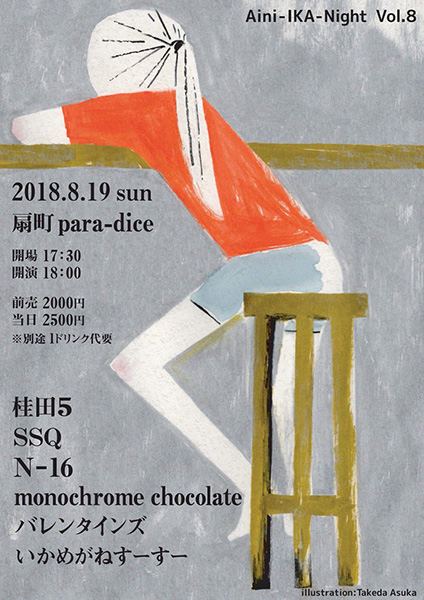 Aini-IKA-Night Vol.8
2018.8.19 sun
扇町 para-dice
開場 17:30
開演 18:00
前売 2000円
当日 2500円
※別途 1ドリンク代要
桂田5
SSQ
N-16
monochrome chocolate
バレンタインズ
いかめがねすーすー
illustration:Takeda Asuka